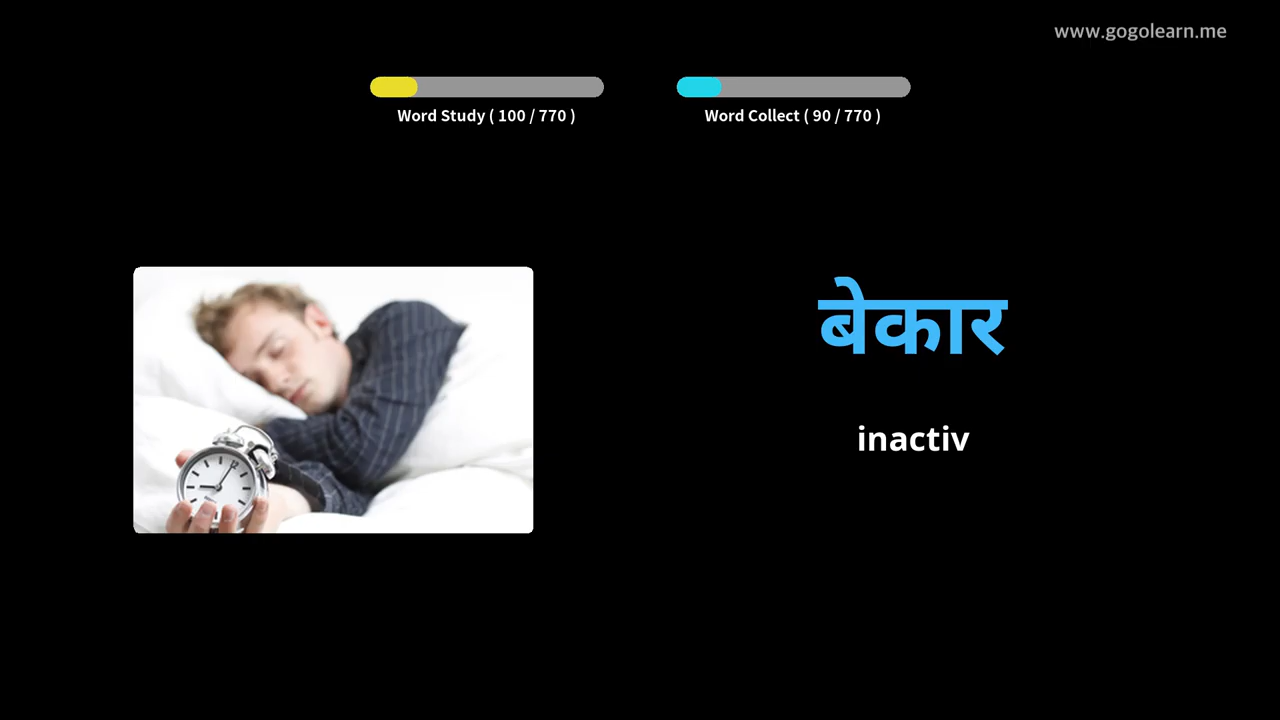 www.gogolearn.me
Word Study ( 100 / 770 )
Word Collect ( 90 / 770 )
बेकार
inactiv